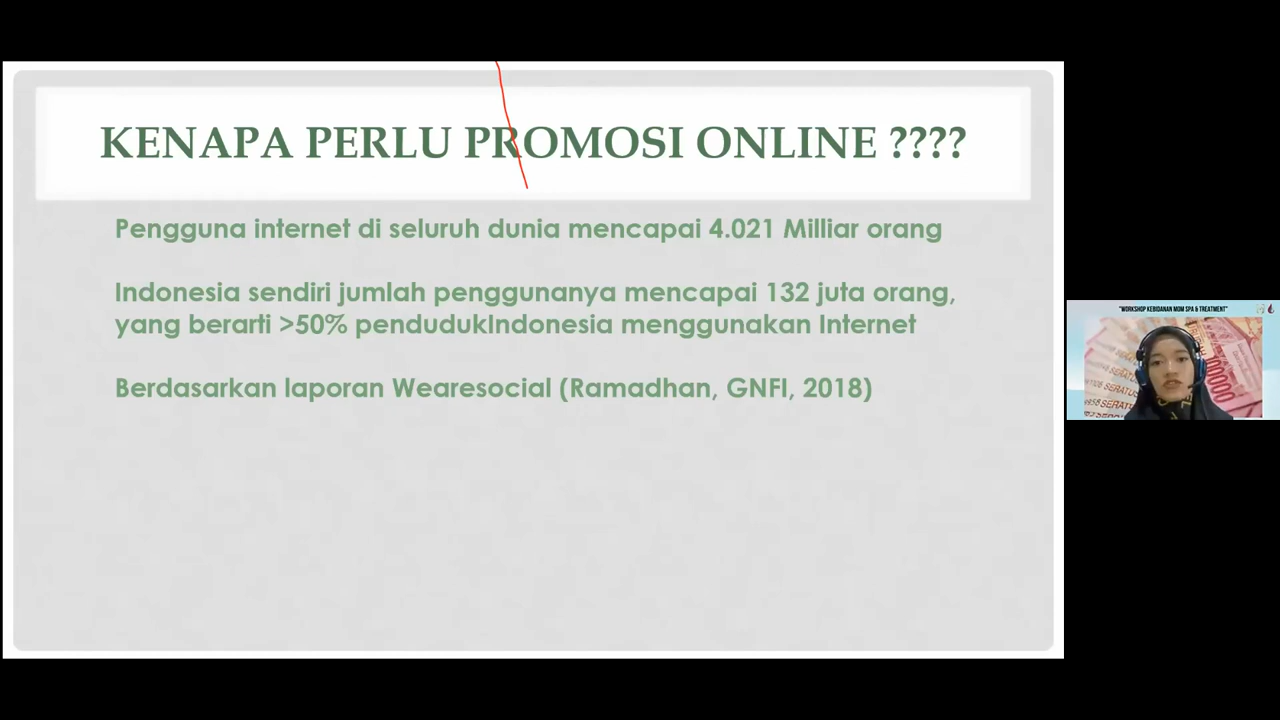 KENAPA PERLU PROMOSI ONLINE ????
Pengguna internet di seluruh dunia mencapai 4.021 Milliar orang
Indonesia sendiri jumlah penggunanya mencapai 132 juta orang,
yang berarti >50% pendudukIndonesia menggunakan Internet
Berdasarkan laporan Wearesocial (Ramadhan, GNFI, 2018)
"WORKSHOP KEBIDANAN MOM SPA & TREATMENT"